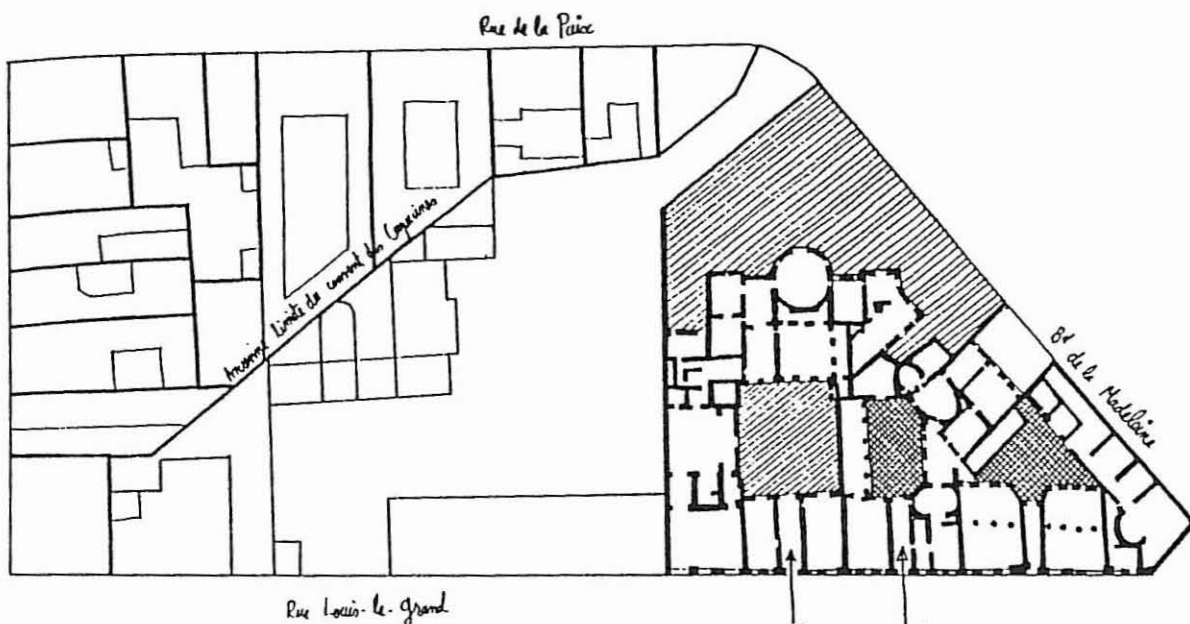 Rue de la Paix
Ancienne Limite du couvent des Capucines
Bd de la Madeleine
Rue Louis-le-Grand